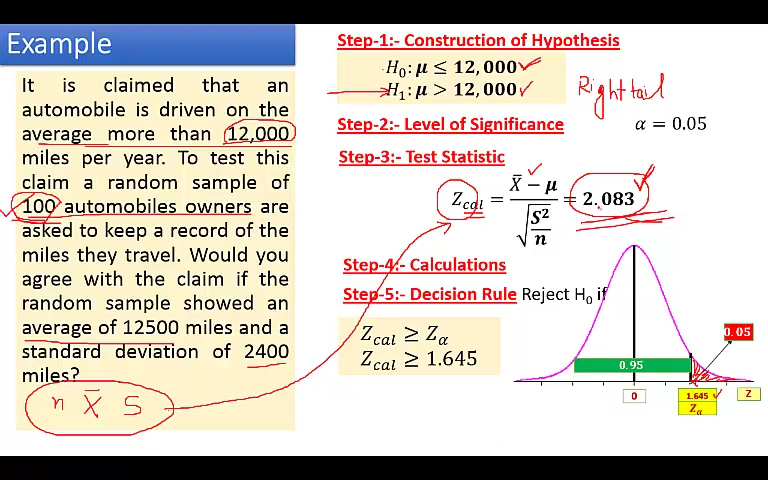 Example
It is claimed that an
automobile is driven on the
average more than 12,000
miles per year. To test this
claim a random sample of
100 automobiles owners are
asked to keep a record of the
miles they travel. Would you
agree with the claim if the
random sample showed an
average of 12500 miles and a
standard deviation of 2400
miles?
n X̄ S
Step-1:- Construction of Hypothesis
H₀: μ ≤ 12,000
H₁: μ > 12,000
Right tail
Step-2:- Level of Significance α = 0.05
Step-3:- Test Statistic
Z_cal = (X̄ − μ) / √(S²/n) = 2.083
Step-4:- Calculations
Step-5:- Decision Rule Reject H₀ if
Z_cal ≥ Z_α
Z_cal ≥ 1.645
0.05
0.95
0 1.645 Z
Z_α